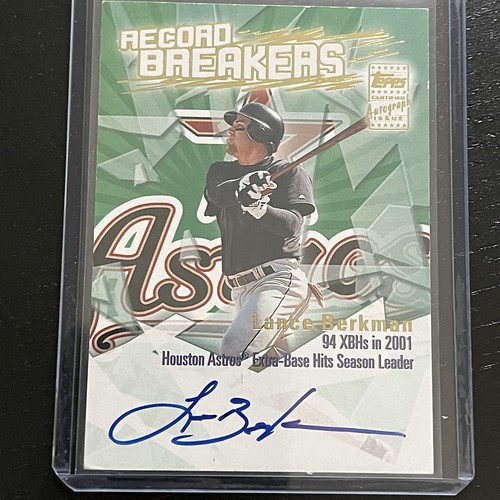 RECORD
BREAKERS
Topps
CERTIFIED
Autograph
ISSUE
Astros
Lance Berkman
94 XBHs in 2001
Houston Astros® Extra-Base Hits Season Leader